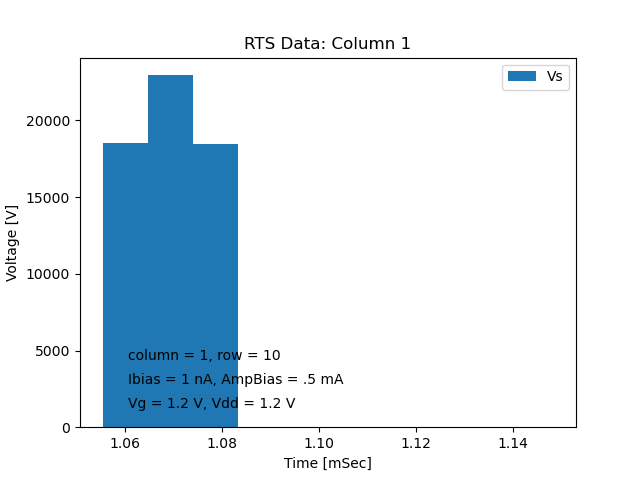 RTS Data: Column 1
Vs
Voltage [V]
20000
15000
10000
5000
0
column = 1, row = 10
Ibias = 1 nA, AmpBias = .5 mA
Vg = 1.2 V, Vdd = 1.2 V
1.06 1.08 1.10 1.12 1.14
Time [mSec]